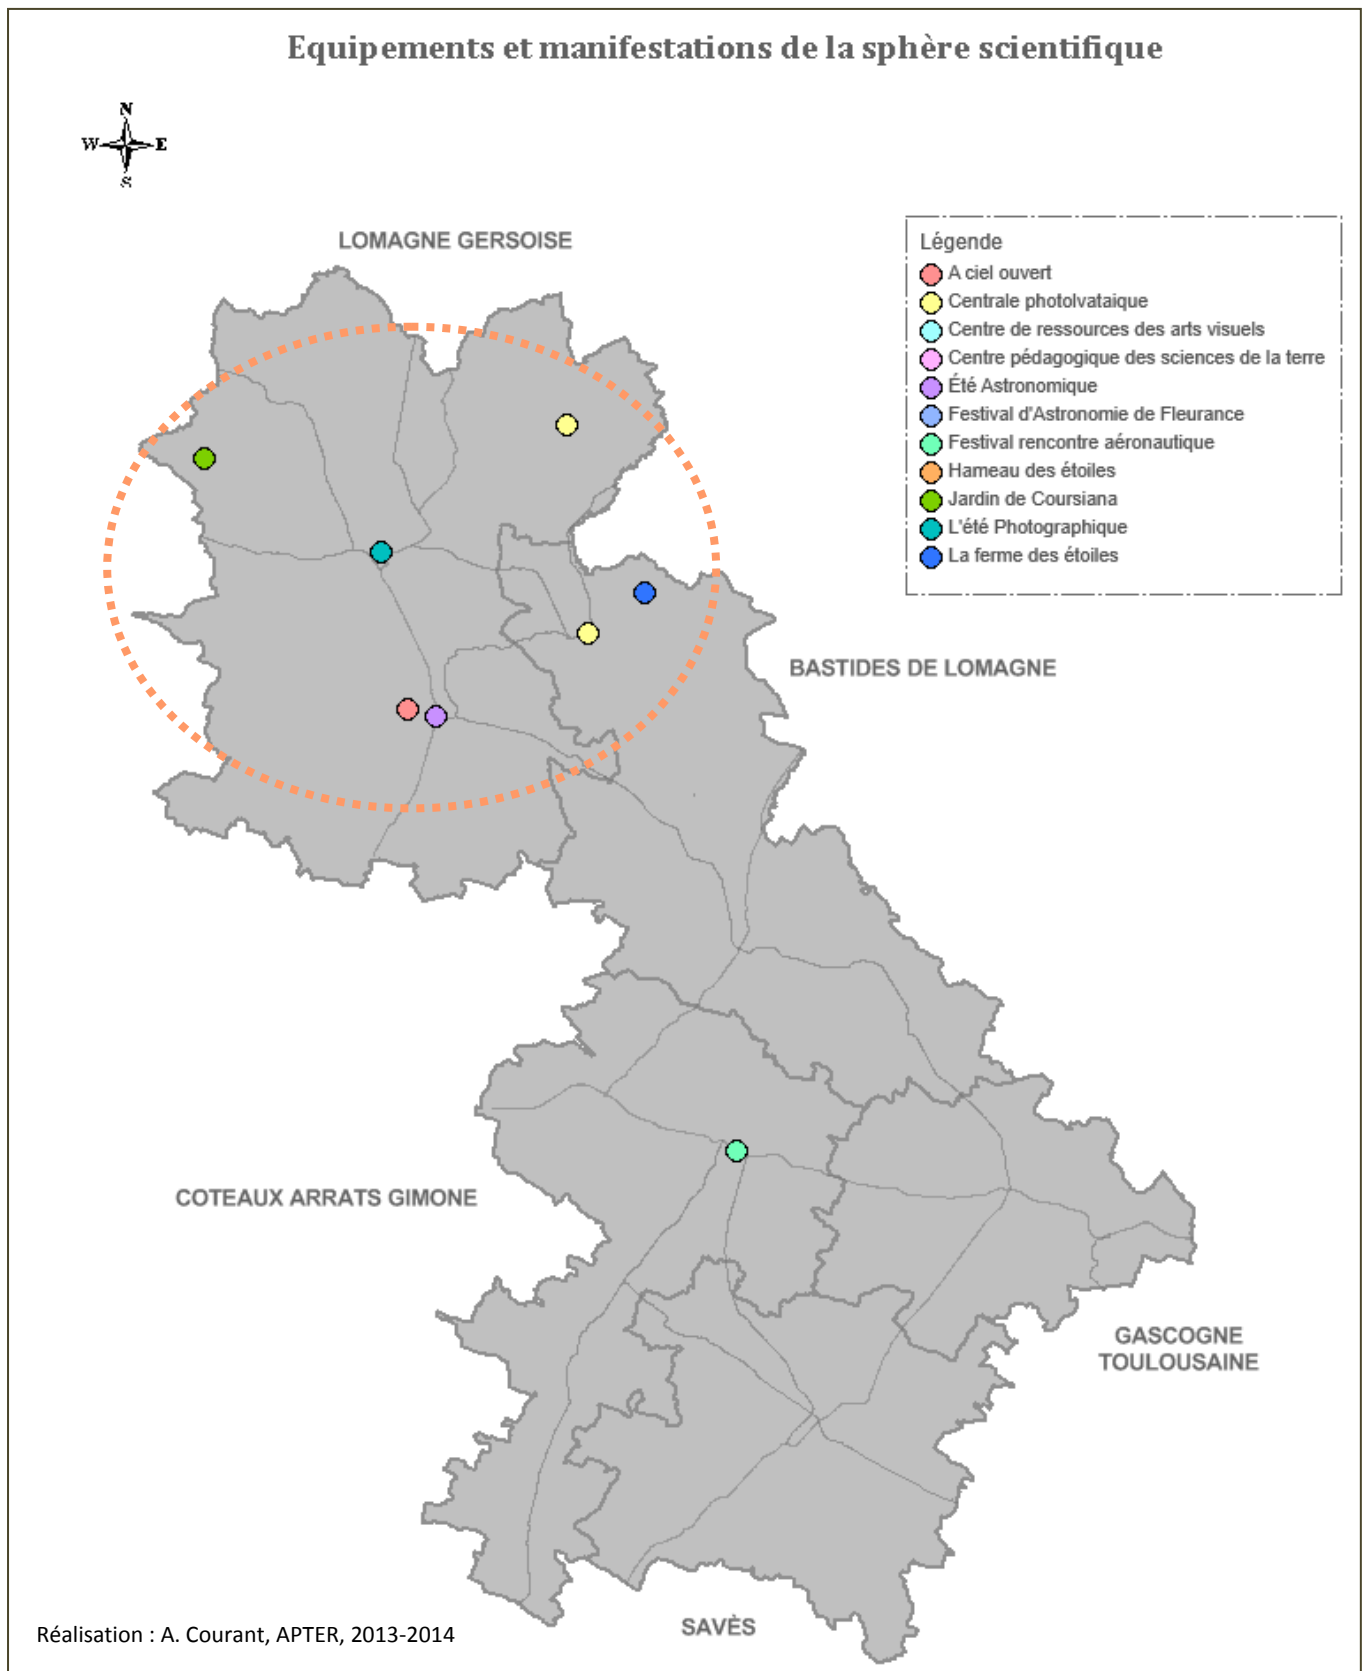 Equipements et manifestations de la sphère scientifique
N
W E
S
LOMAGNE GERSOISE
Légende
A ciel ouvert
Centrale photolvataique
Centre de ressources des arts visuels
Centre pédagogique des sciences de la terre
Été Astronomique
Festival d'Astronomie de Fleurance
Festival rencontre aéronautique
Hameau des étoiles
Jardin de Coursiana
L'été Photographique
La ferme des étoiles
BASTIDES DE LOMAGNE
COTEAUX ARRATS GIMONE
GASCOGNE
TOULOUSAINE
SAVÈS
Réalisation : A. Courant, APTER, 2013-2014